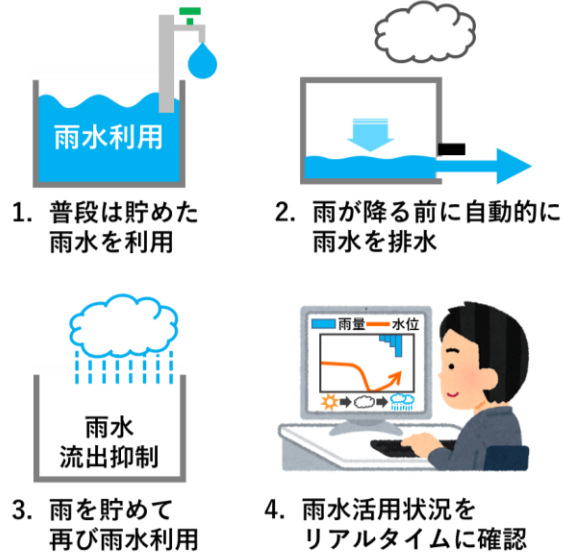 雨水利用
1. 普段は貯めた
雨水を利用
2. 雨が降る前に自動的に
雨水を排水
雨水
流出抑制
3. 雨を貯めて
再び雨水利用
雨量 水位
4. 雨水活用状況を
リアルタイムに確認